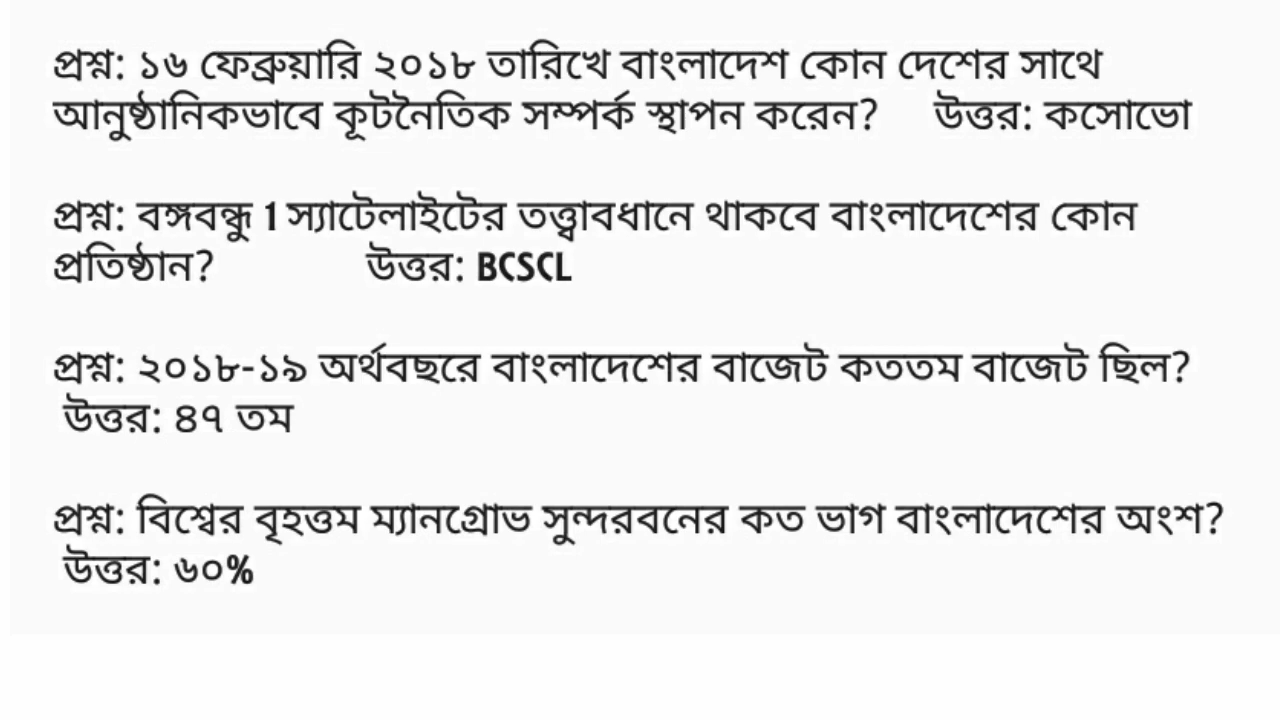 প্রশ্ন: ১৬ ফেব্রুয়ারি ২০১৮ তারিখে বাংলাদেশ কোন দেশের সাথে
আনুষ্ঠানিকভাবে কূটনৈতিক সম্পর্ক স্থাপন করেন? উত্তর: কসোভো
প্রশ্ন: বঙ্গবন্ধু 1 স্যাটেলাইটের তত্ত্বাবধানে থাকবে বাংলাদেশের কোন
প্রতিষ্ঠান? উত্তর: BCSCL
প্রশ্ন: ২০১৮-১৯ অর্থবছরে বাংলাদেশের বাজেট কততম বাজেট ছিল?
উত্তর: ৪৭ তম
প্রশ্ন: বিশ্বের বৃহত্তম ম্যানগ্রোভ সুন্দরবনের কত ভাগ বাংলাদেশের অংশ?
উত্তর: ৬০%